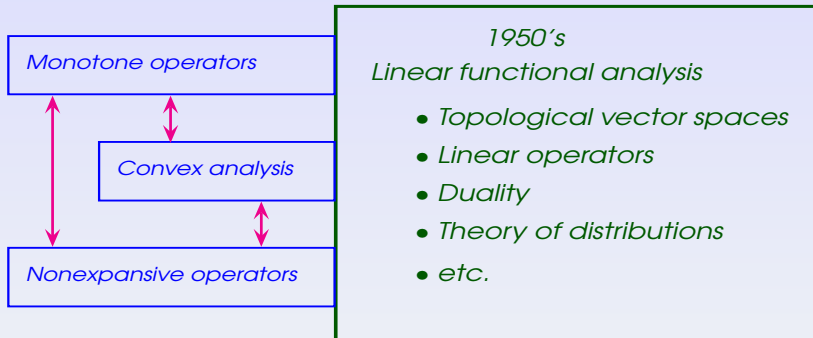 Monotone operators
Convex analysis
Nonexpansive operators
1950's
Linear functional analysis
• Topological vector spaces
• Linear operators
• Duality
• Theory of distributions
• etc.